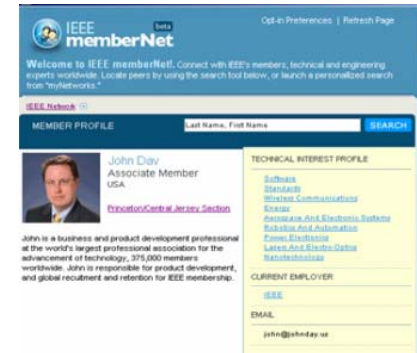 Opt-in Preferences | Refresh Page
IEEE beta
memberNet
Welcome to IEEE memberNet!. Connect with IEEE's members, technical and engineering
experts worldwide. Locate peers by using the search tool below, or launch a personalized search
from "myNetworks."
IEEE Network
MEMBER PROFILE
Last Name, First Name
SEARCH
John Day
Associate Member
USA
Princeton/Central Jersey Section
John is a business and product development professional
at the world's largest professional association for the
advancement of technology, 375,000 members
worldwide. John is responsible for product development,
and global recuitment and retention for IEEE membership.
TECHNICAL INTEREST PROFILE
Software
Standards
Wireless Communications
Energy
Aerospace And Electronic Systems
Robotics And Automation
Power Electronics
Lasers And Electro-Optics
Nanotechnology
CURRENT EMPLOYER
IEEE
EMAIL
john@johnday.us